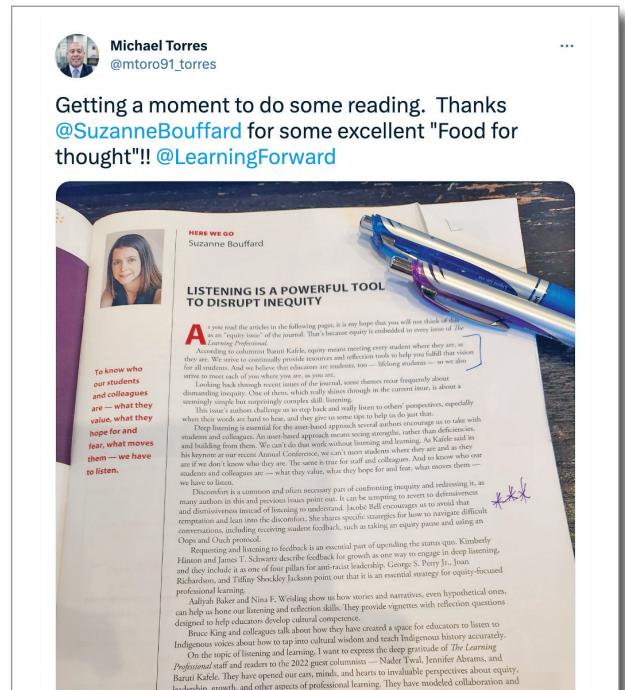 Michael Torres
@mtoro91_torres
Getting a moment to do some reading.  Thanks
@SuzanneBouffard for some excellent "Food for
thought"!! @LearningForward
HERE WE GO
Suzanne Bouffard
LISTENING IS A POWERFUL TOOL
TO DISRUPT INEQUITY
To know who
our students
and colleagues
are — what they
value, what they
hope for and
fear, what moves
them — we have
to listen.
As you read the articles in the following pages, it is my hope that you will not think of this
as an "equity issue" of the journal. That's because equity is embedded to every issue of The
Learning Professional.
According to columnist Baruti Kafele, equity means meeting every student where they are, as
they are. We strive to continually provide resources and reflection tools to help you fulfill that vision
for all students. And we believe that educators are students, too — lifelong students — so we also
strive to meet each of you where you are, as you are.
Looking back through recent issues of the journal, some themes recur frequently about
dismantling inequity. One of them, which really shines through in the current issue, is about a
seemingly simple but surprisingly complex skill: listening.
This issue's authors challenge us to step back and really listen to others' perspectives, especially
when their words are hard to hear, and they give us some tips to help us do just that.
Deep listening is essential for the asset-based approach several authors encourage us to take with
students and colleagues. An asset-based approach means seeing strengths, rather than deficiencies,
and building from them. We can't do that work without listening and learning. As Kafele said in
his keynote at our recent Annual Conference, we can't meet students where they are and as they
are if we don't know who they are. The same is true for staff and colleagues. And to know who our
students and colleagues are — what they value, what they hope for and fear, what moves them —
we have to listen.
Discomfort is a common and often necessary part of confronting inequity and redressing it, as
many authors in this and previous issues point out. It can be tempting to revert to defensiveness
and dismissiveness instead of listening to understand. Jacobé Bell encourages us to avoid that
temptation and lean into the discomfort. She shares specific strategies for how to navigate difficult
conversations, including receiving student feedback, such as taking an equity pause and using an
Oops and Ouch protocol.
Requesting and listening to feedback is an essential part of upending the status quo. Kimberly
Hinton and James T. Schwartz describe feedback for growth as one way to engage in deep listening,
and they include it as one of four pillars for anti-racist leadership. George S. Perry Jr., Joan
Richardson, and Tiffiny Shockley Jackson point out that it is an essential strategy for equity-focused
professional learning.
Aaliyah Baker and Nina F. Weisling show us how stories and narratives, even hypothetical ones,
can help us hone our listening and reflection skills. They provide vignettes with reflection questions
designed to help educators develop cultural competence.
Bruce King and colleagues talk about how they have created a space for educators to listen to
Indigenous voices about how to tap into cultural wisdom and teach Indigenous history accurately.
On the topic of listening and learning, I want to express the deep gratitude of The Learning
Professional staff and readers to the 2022 guest columnists — Nader Twal, Jennifer Abrams, and
Baruti Kafele. They have opened our ears, minds, and hearts to invaluable perspectives about equity,
leadership, growth, and other aspects of professional learning. They have modeled collaboration and